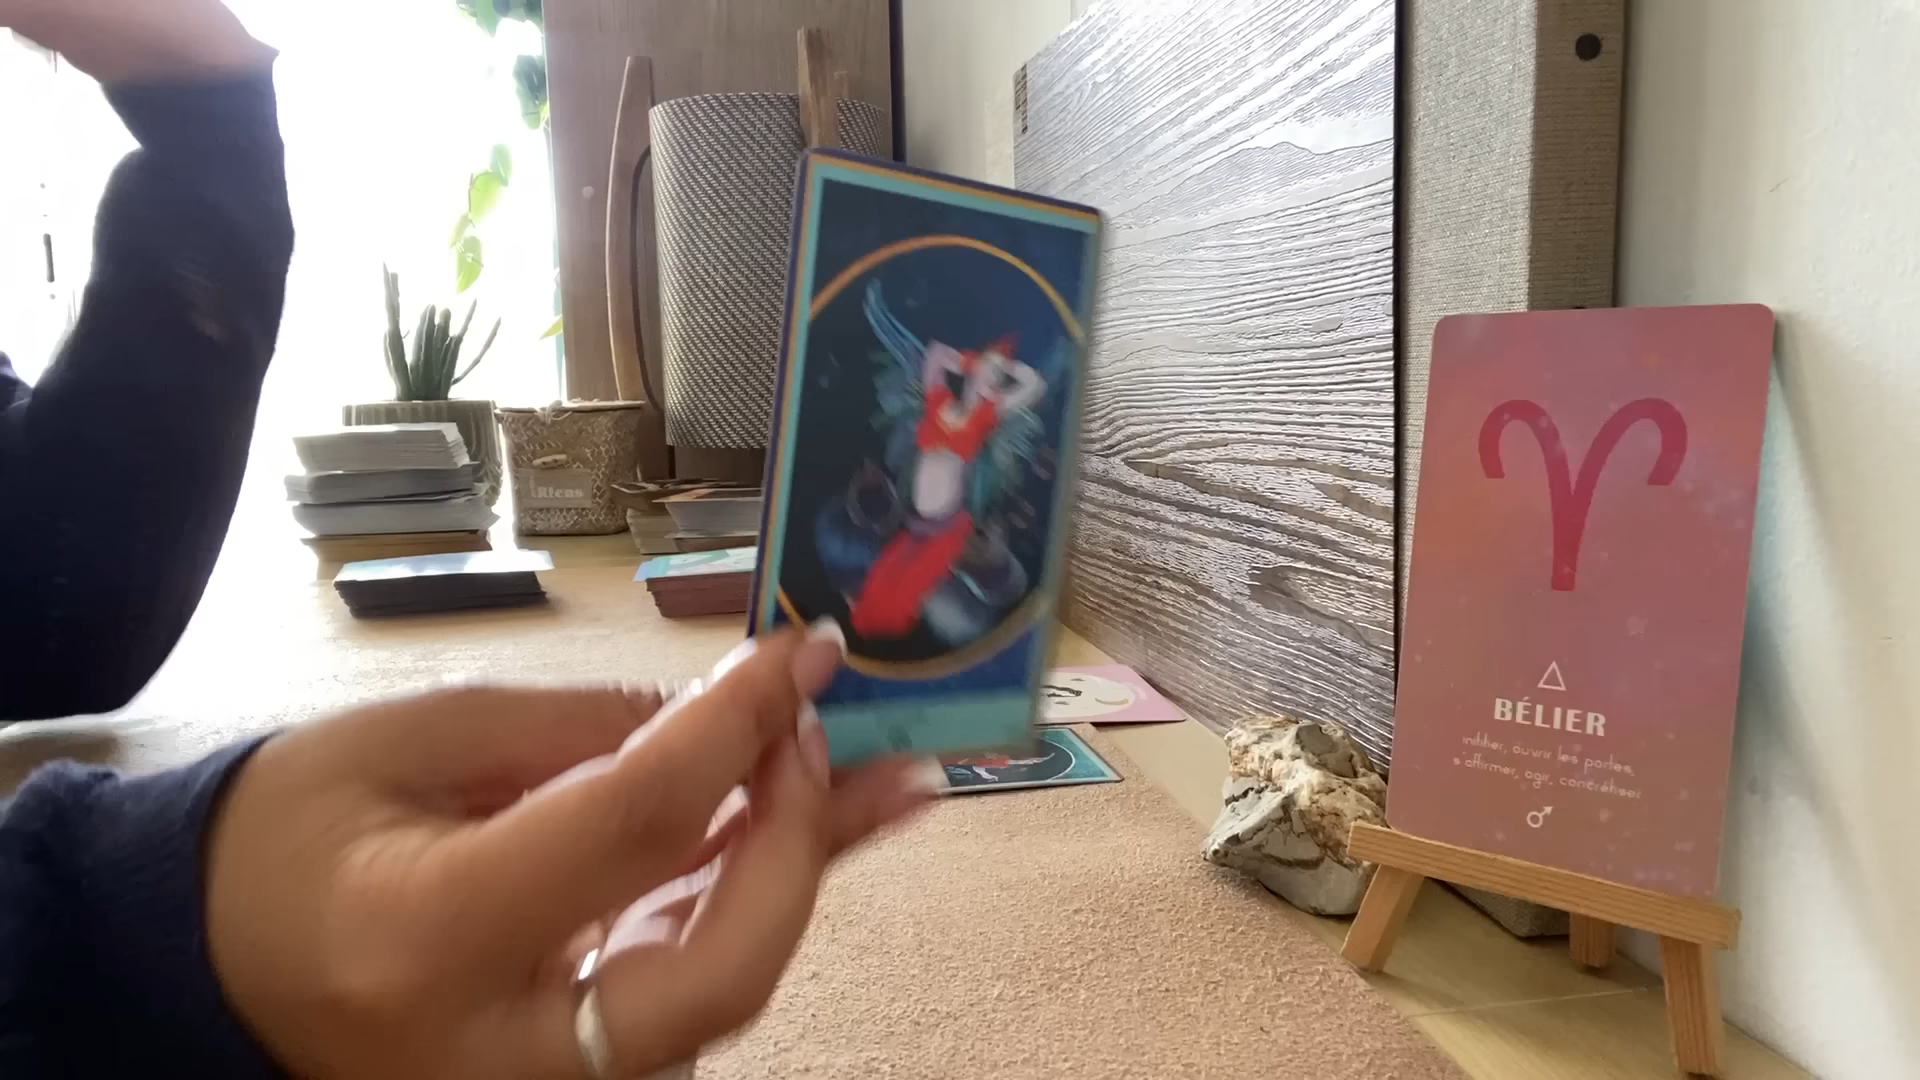 BÉLIER
initier, ouvrir les portes,
s'affirmer, agir, concrétiser